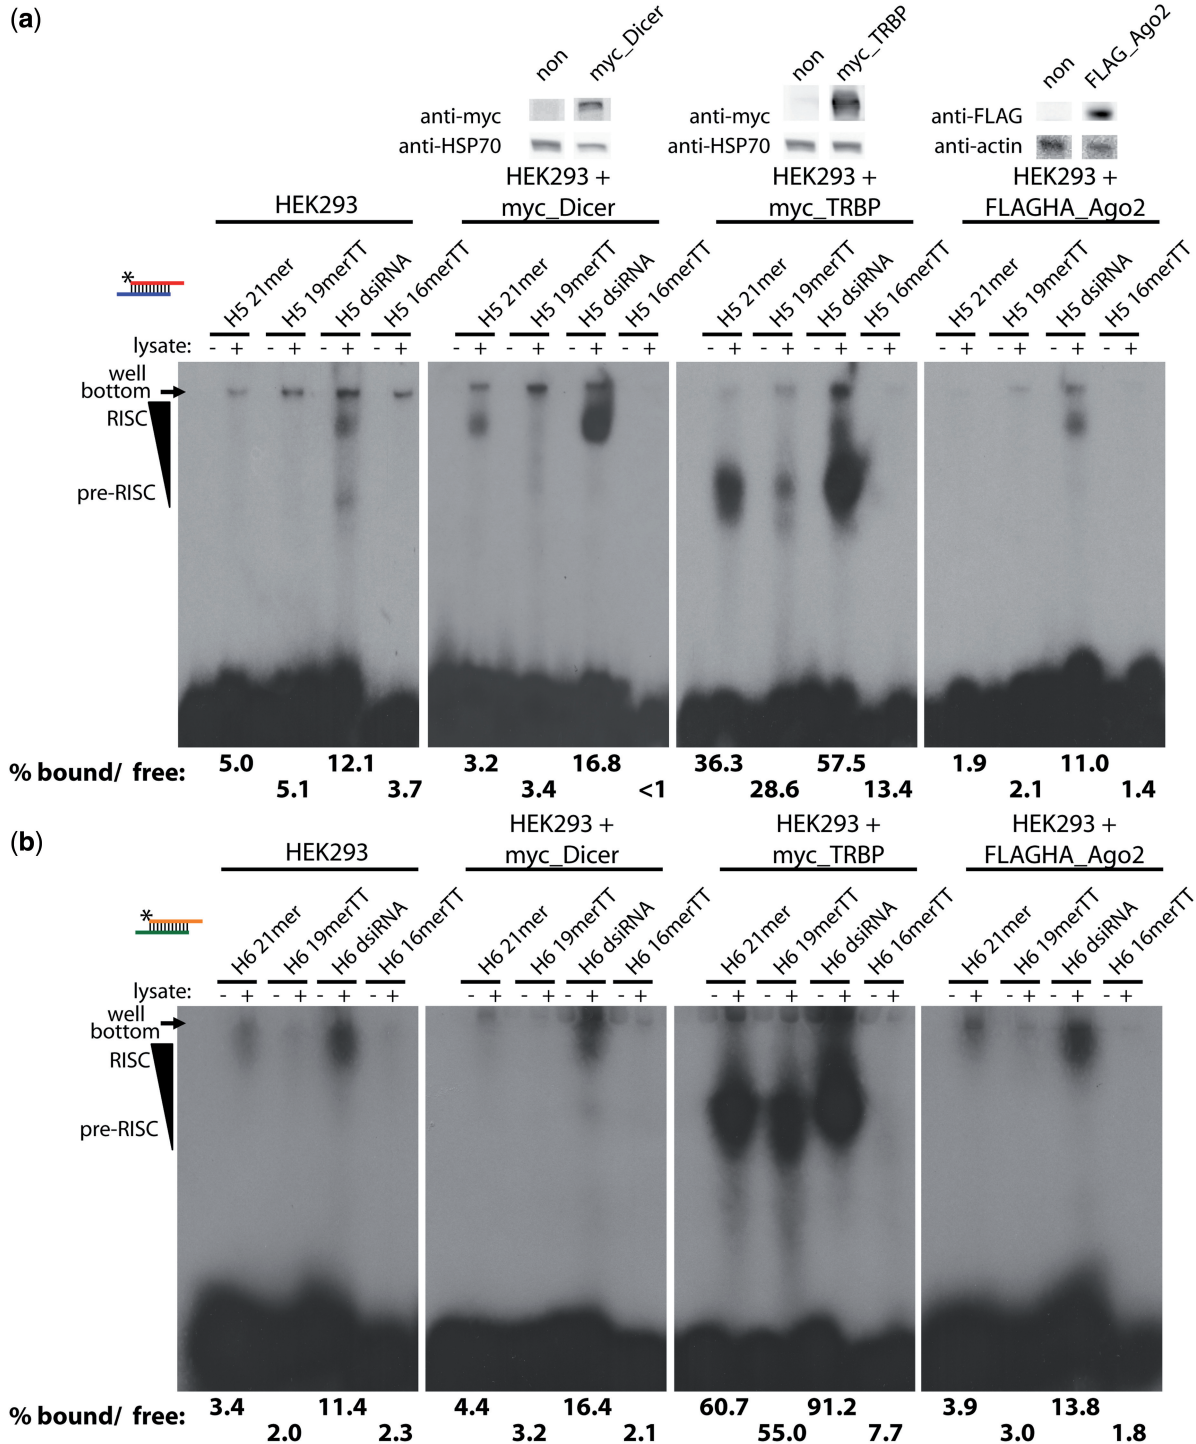 (a)
non myc_Dicer
non myc_TRBP
non FLAG_Ago2
anti-myc
anti-HSP70
anti-myc
anti-HSP70
anti-FLAG
anti-actin
HEK293
HEK293 +
myc_Dicer
HEK293 +
myc_TRBP
HEK293 +
FLAGHA_Ago2
*
H5 21mer H5 19merTT H5 dsiRNA H5 16merTT
H5 21mer H5 19merTT H5 dsiRNA H5 16merTT
H5 21mer H5 19merTT H5 dsiRNA H5 16merTT
H5 21mer H5 19merTT H5 dsiRNA H5 16merTT
lysate: - + - + - + - + - + - + - + - + - + - + - + - + - + - + - + - +
well
bottom
RISC
pre-RISC
% bound/ free: 5.0 5.1 12.1 3.7 3.2 3.4 16.8 <1 36.3 28.6 57.5 13.4 1.9 2.1 11.0 1.4
(b)
HEK293
HEK293 +
myc_Dicer
HEK293 +
myc_TRBP
HEK293 +
FLAGHA_Ago2
*
H6 21mer H6 19merTT H6 dsiRNA H6 16merTT
H6 21mer H6 19merTT H6 dsiRNA H6 16merTT
H6 21mer H6 19merTT H6 dsiRNA H6 16merTT
H6 21mer H6 19merTT H6 dsiRNA H6 16merTT
lysate: - + - + - + - + - + - + - + - + - + - + - + - + - + - + - + - +
well
bottom
RISC
pre-RISC
% bound/ free: 3.4 2.0 11.4 2.3 4.4 3.2 16.4 2.1 60.7 55.0 91.2 7.7 3.9 3.0 13.8 1.8